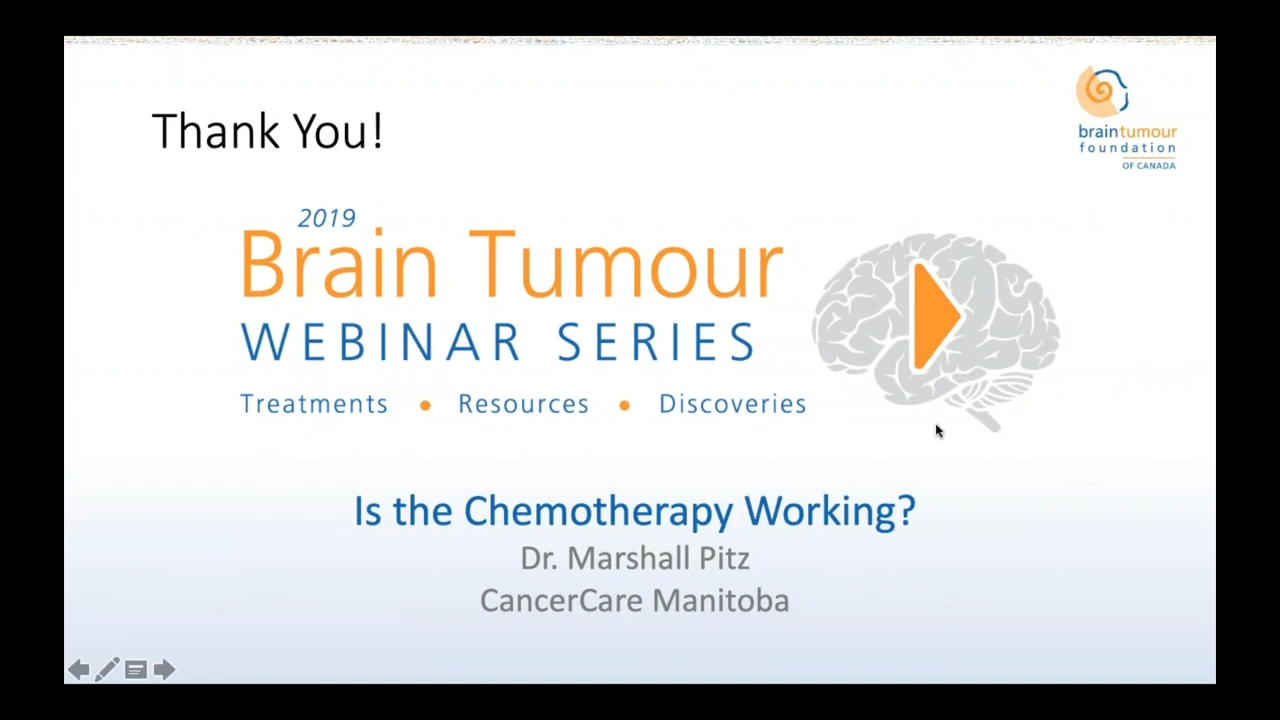 Thank You!
braintumour
foundation
OF CANADA
2019
Brain Tumour
WEBINAR SERIES
Treatments • Resources • Discoveries
Is the Chemotherapy Working?
Dr. Marshall Pitz
CancerCare Manitoba